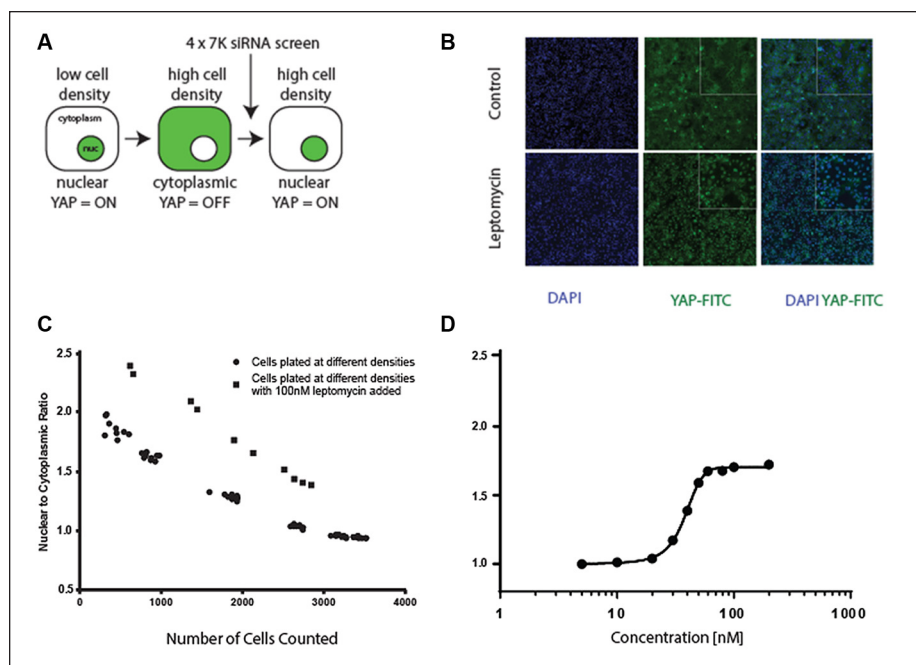 A
4 x 7K siRNA screen
low cell
density
high cell
density
high cell
density
cytoplasm
nuc
nuclear
YAP = ON
cytoplasmic
YAP = OFF
nuclear
YAP = ON
B
Control
Leptomycin
DAPI
YAP-FITC
DAPI YAP-FITC
C
Nuclear to Cytoplasmic Ratio
2.5
2.0
1.5
1.0
0.5
0
1000
2000
3000
4000
Number of Cells Counted
Cells plated at different densities
Cells plated at different densities
with 100nM leptomycin added
D
2.5
2.0
1.5
1.0
1
10
100
1000
Concentration [nM]